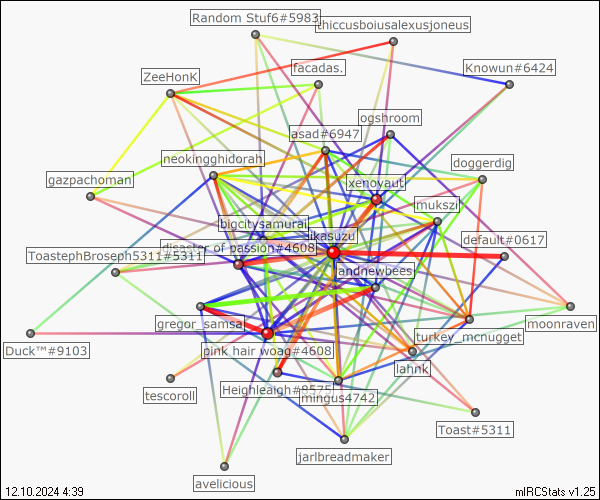 Random Stuf6#5983
thiccusboiusalexusjoneus
facadas.
Knowun#6424
ZeeHonK
ogshroom
asad#6947
neokingghidorah
doggerdig
xenovaut
gazpachoman
inukszil
bigcitysamurai
ikasuzu
default#0617
disaster of passion#4608
ToastephBroseph5311#5311
andnewbees
gregor_samsa
moonraven
turkey_mcnugget
Duck™#9103
pink hair woag#4608
lahnk
Heighleaigh#8575
mingus4742
tescoroll
Toast#5311
jarlbreadmaker
avelicious
12.10.2024 4:39
mIRCStats v1.25